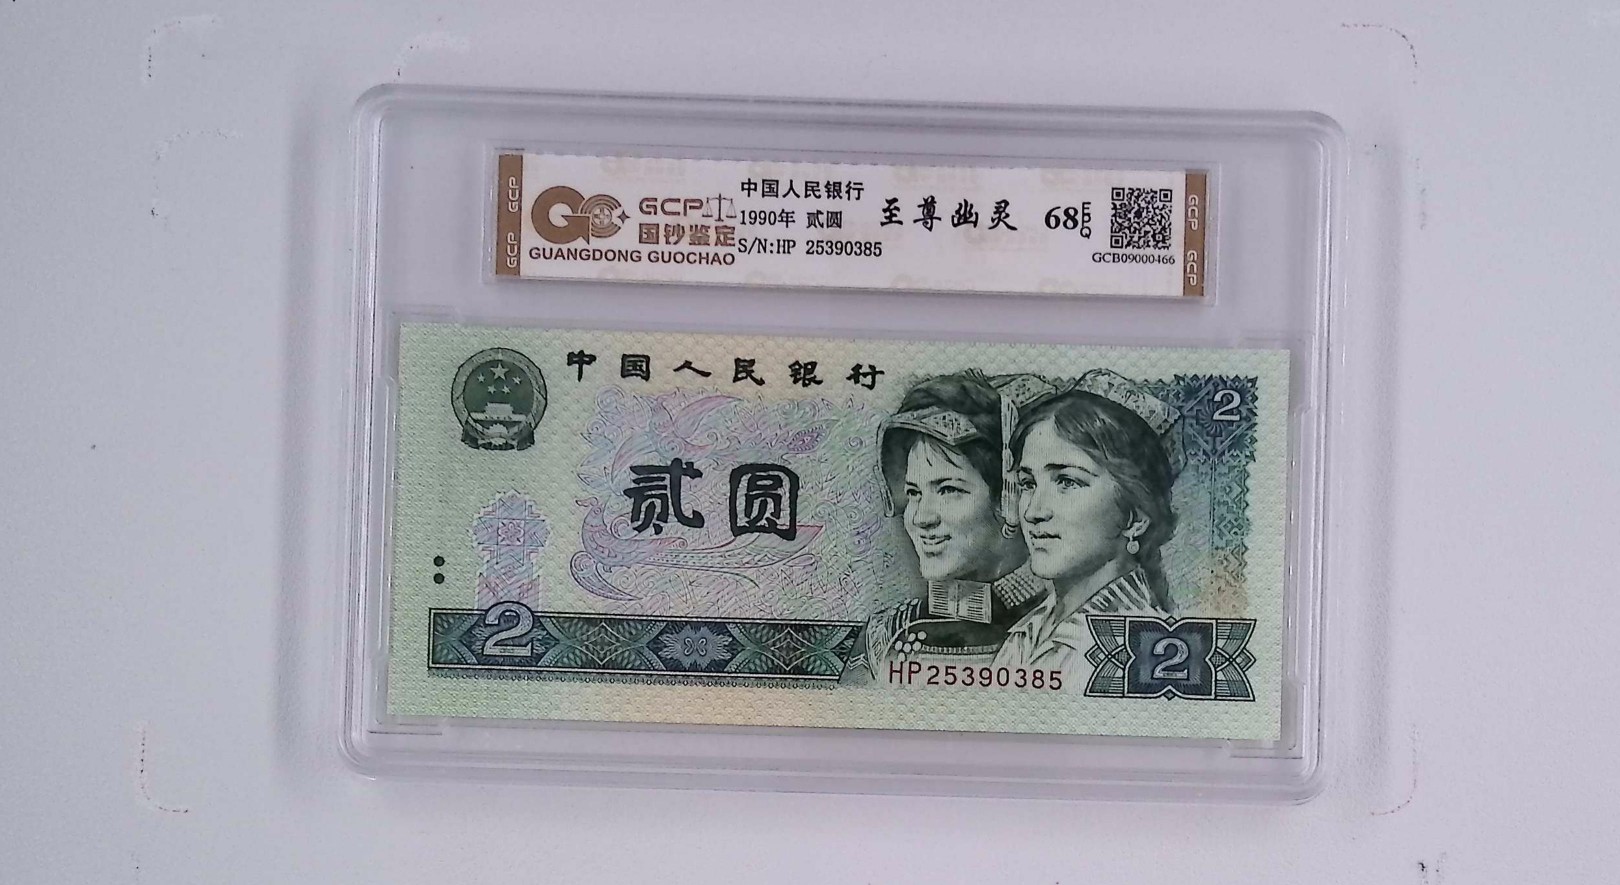 GCP
GCP
GCP
国钞鉴定
GUANGDONG GUOCHAO
中国人民银行
1990年 贰圆
S/N:HP 25390385
至尊幽灵
68EPQ
GCB09000466
GCP
GCP
中国人民银行
2
贰圆
2
HP25390385
2